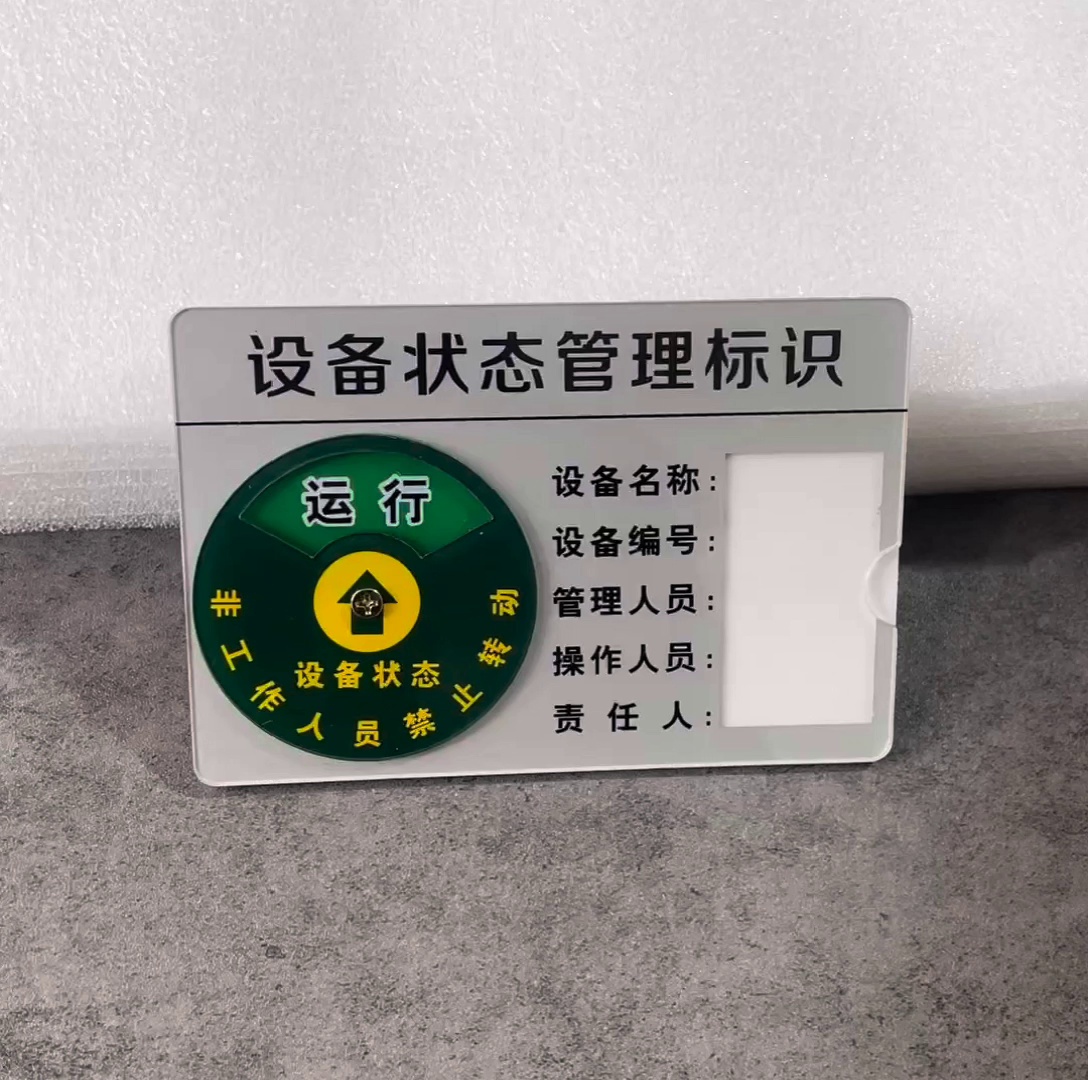 设备状态管理标识
运行
设备状态
非工作人员禁止转动
设备名称:
设备编号:
管理人员:
操作人员:
责任人: